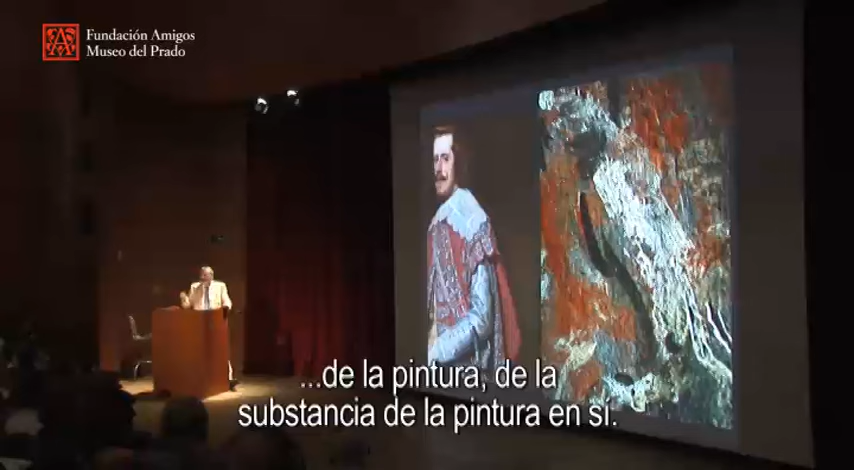 Fundación Amigos
Museo del Prado
...de la pintura, de la
substancia de la pintura en sí.